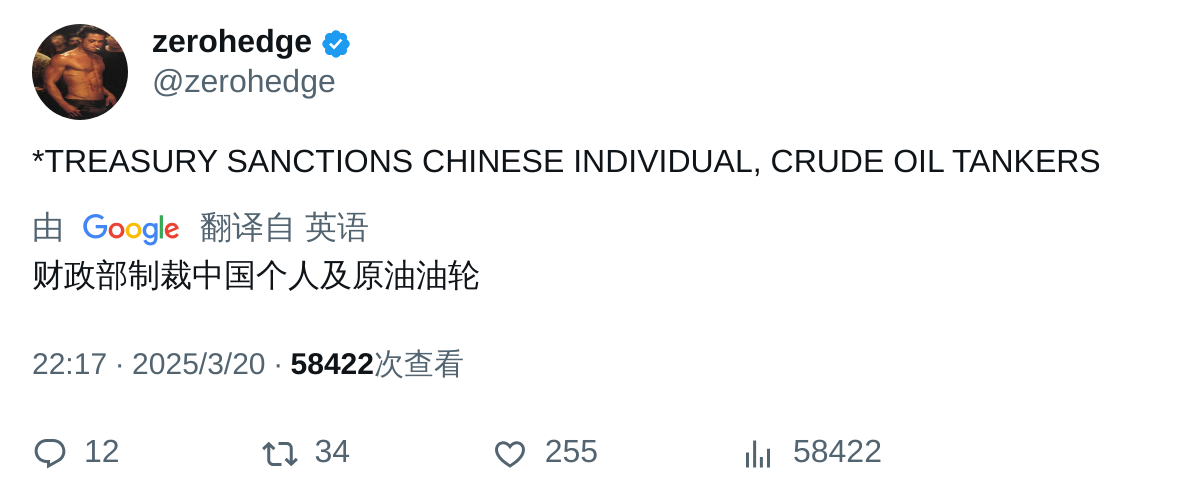 zerohedge
@zerohedge
*TREASURY SANCTIONS CHINESE INDIVIDUAL, CRUDE OIL TANKERS
由 Google 翻译自 英语
财政部制裁中国个人及原油油轮
22:17 · 2025/3/20 · 58422次查看
12 34 255 58422